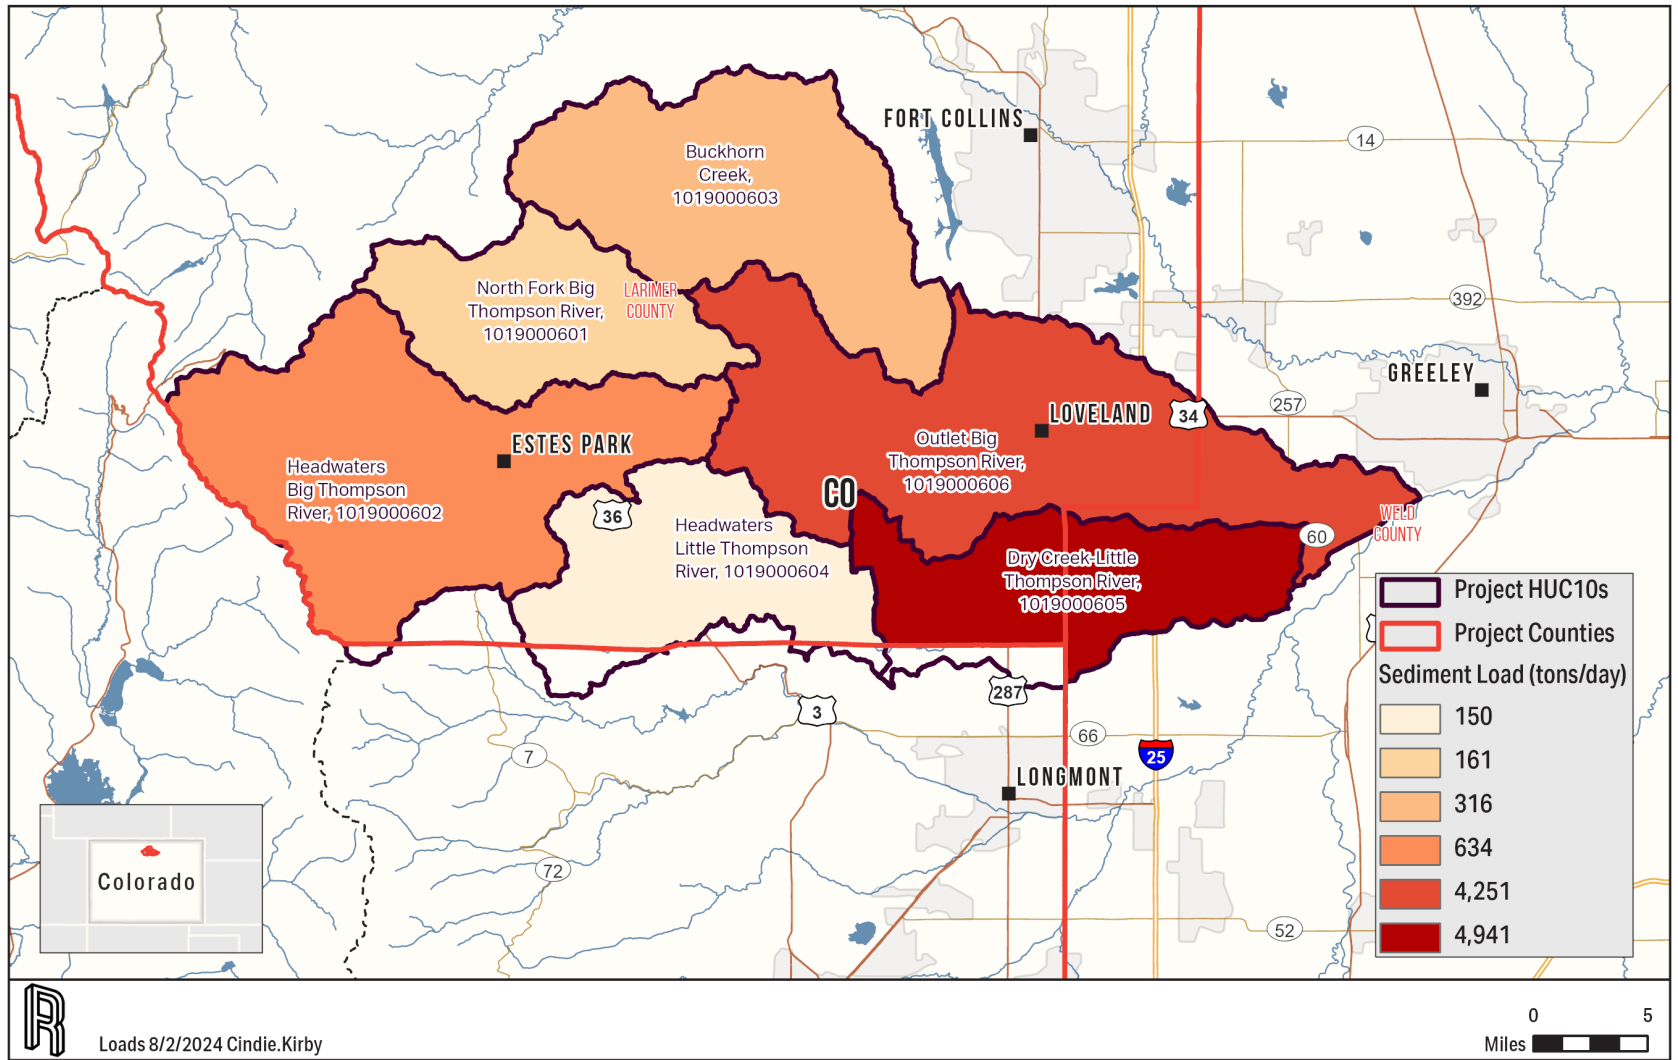 FORT COLLINS
14
Buckhorn
Creek,
1019000603
North Fork Big
Thompson River,
1019000601
LARIMER
COUNTY
392
GREELEY
257
34
LOVELAND
ESTES PARK
Outlet Big
Thompson River,
1019000606
Headwaters
Big Thompson
River, 1019000602
CO
36
Headwaters
Little Thompson
River, 1019000604
WELD
COUNTY
60
Dry Creek-Little
Thompson River,
1019000605
287
3
66
7
25
LONGMONT
72
52
Project HUC10s
Project Counties
Sediment Load (tons/day)
150
161
316
634
4,251
4,941
Colorado
R
Loads 8/2/2024 Cindie.Kirby
0 5
Miles